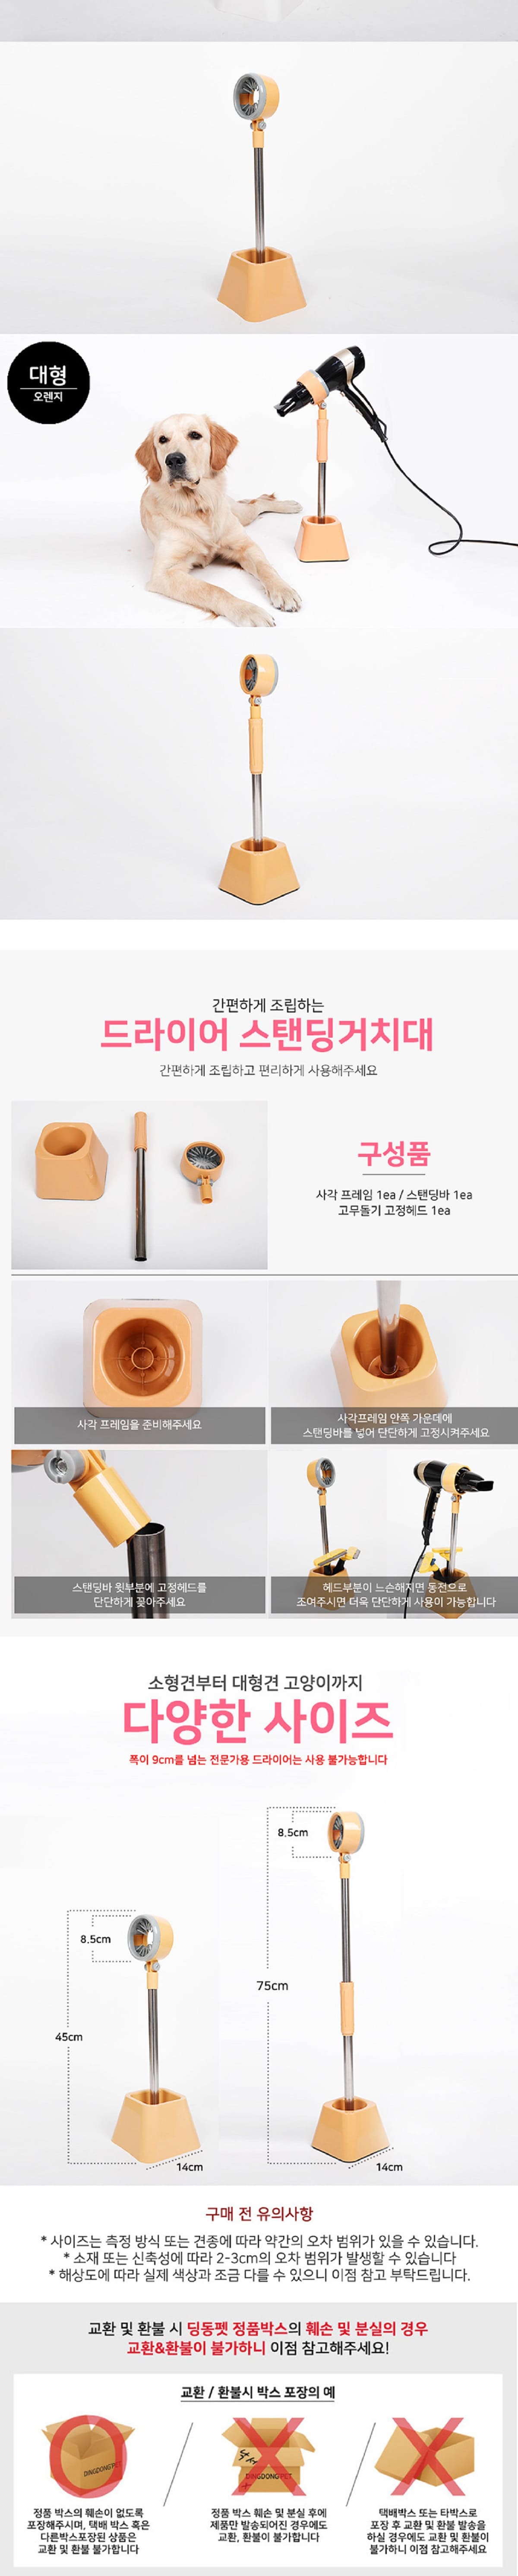 대형
오렌지
간편하게 조립하는
드라이어 스탠딩거치대
간편하게 조립하고 편리하게 사용해주세요
구성품
사각 프레임 1ea / 스탠딩바 1ea
고무돌기 고정헤드 1ea
사각 프레임을 준비해주세요
사각프레임 안쪽 가운데에
스탠딩바를 넣어 단단하게 고정시켜주세요
스탠딩바 윗부분에 고정헤드를
단단하게 꽂아주세요
헤드부분이 느슨해지면 동전으로
조여주시면 더욱 단단하게 사용이 가능합니다
소형견부터 대형견 고양이까지
다양한 사이즈
폭이 9cm를 넘는 전문가용 드라이어는 사용 불가능합니다
8.5cm
45cm
14cm
8.5cm
75cm
14cm
구매 전 유의사항
* 사이즈는 측정 방식 또는 견종에 따라 약간의 오차 범위가 있을 수 있습니다.
* 소재 또는 신축성에 따라 2-3cm의 오차 범위가 발생할 수 있습니다
* 해상도에 따라 실제 색상과 조금 다를 수 있으니 이점 참고 부탁드립니다.
교환 및 환불 시 딩동펫 정품박스의 훼손 및 분실의 경우
교환&환불이 불가하니 이점 참고해주세요!
교환 / 환불시 박스 포장의 예
DINGDONGPET
정품 박스의 훼손이 없도록
포장해주시며, 택배 박스 혹은
다른박스포장된 상품은
교환 및 환불 불가합니다
DINGDONGPET
정품 박스 훼손 및 분실 후에
제품만 발송되어진 경우에도
교환, 환불이 불가합니다
택배박스 또는 타박스로
포장 후 교환 및 환불 발송을
하실 경우에도 교환 및 환불이
불가하니 이점 참고해주세요